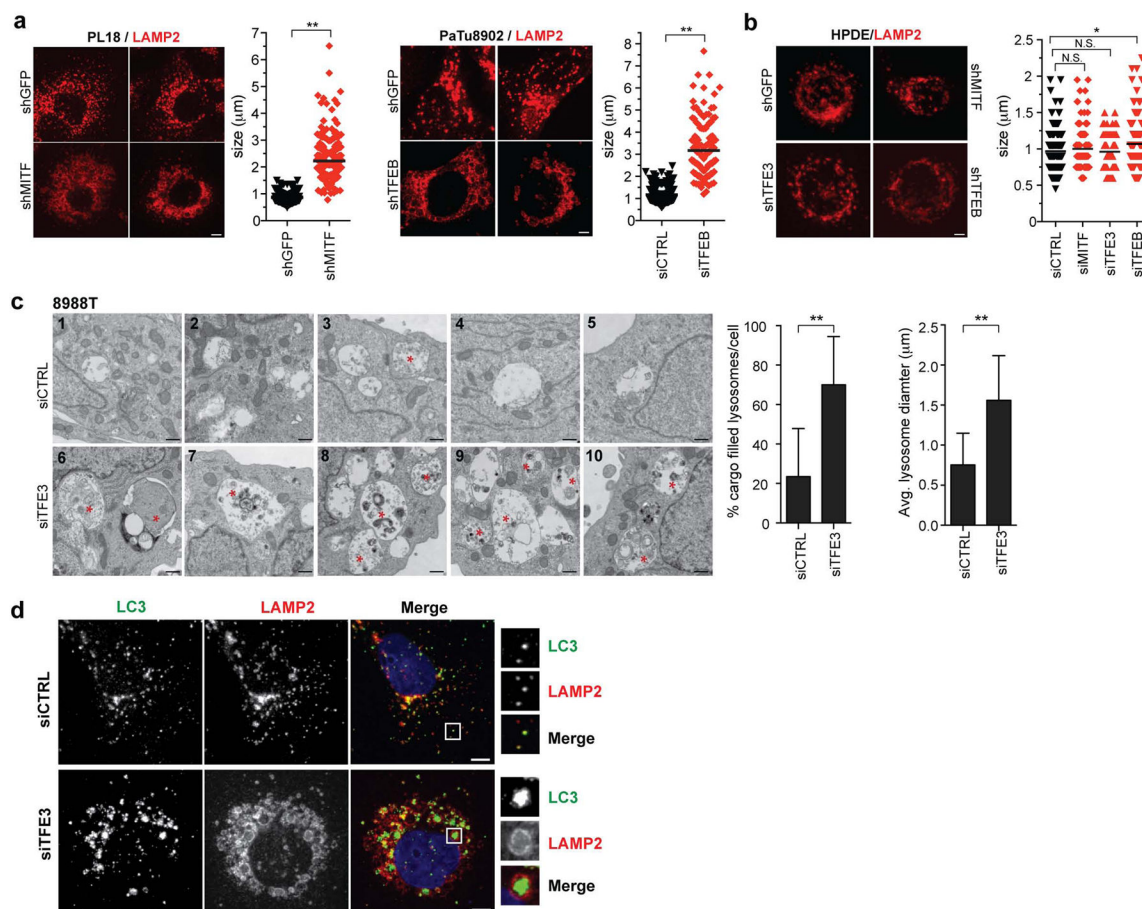 a
PL18 / LAMP2
shGFP
shMITF
size (µm)
7
6
5
4
3
2
1
0
**
shGFP
shMITF
PaTu8902 / LAMP2
shGFP
shTFEB
size (µm)
9
8
7
6
5
4
3
2
1
0
**
siCTRL
siTFEB
b
HPDE/LAMP2
shGFP
shMITF
shTFE3
shTFEB
size (µm)
2.5
2
1.5
1
0.5
0
*
N.S.
N.S.
siCTRL
siMITF
siTFE3
siTFEB
c
8988T
siCTRL
1
2
3
*
4
5
siTFE3
6
* *
7
*
8
* * *
9
* * * * *
10
* *
% cargo filled lysosomes/cell
100
80
60
40
20
0
**
siCTRL
siTFE3
Avg. lysosome diamter (µm)
2.5
2.0
1.5
1.0
0.5
0.0
**
siCTRL
siTFE3
d
LC3
LAMP2
Merge
siCTRL
LC3
LAMP2
Merge
siTFE3
LC3
LAMP2
Merge